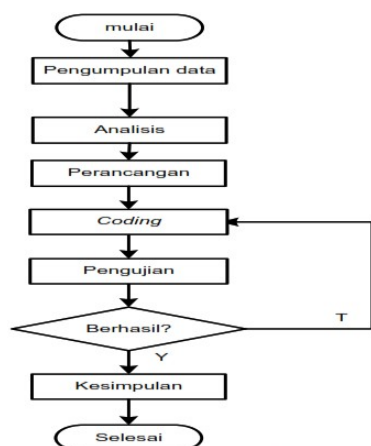 mulai
Pengumpulan data
Analisis
Perancangan
Coding
Pengujian
Berhasil?
T
Y
Kesimpulan
Selesai